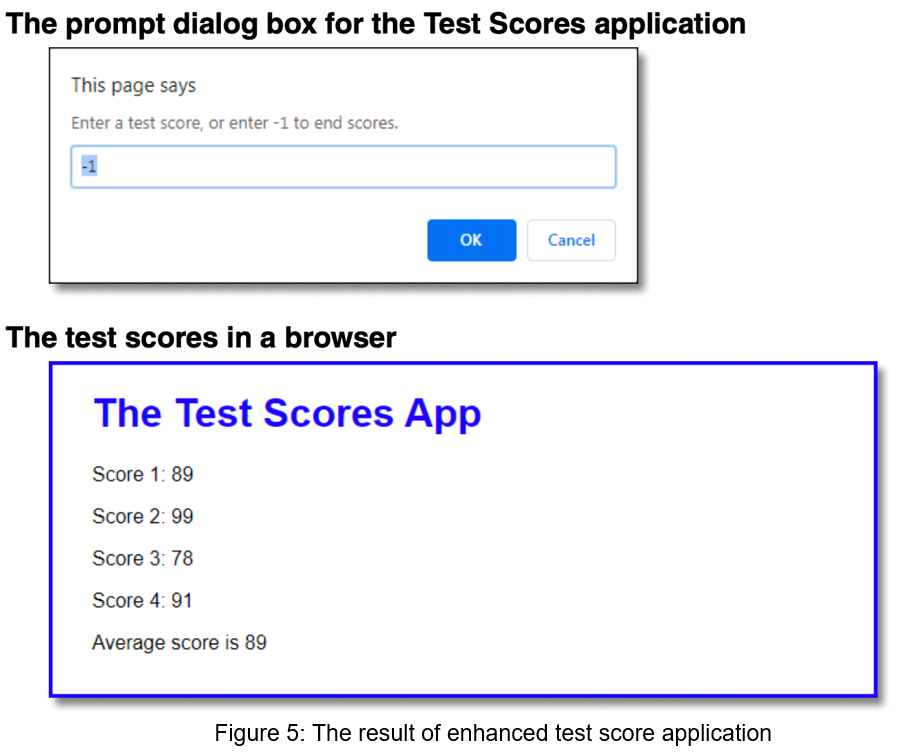 The prompt dialog box for the Test Scores application
This page says
Enter a test score, or enter -1 to end scores.
-1
OK
Cancel
The test scores in a browser
The Test Scores App
Score 1: 89
Score 2: 99
Score 3: 78
Score 4: 91
Average score is 89
Figure 5: The result of enhanced test score application